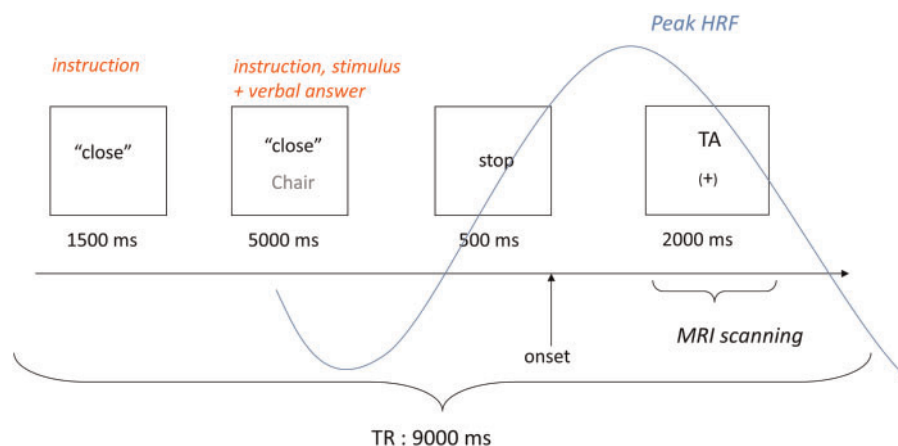 Peak HRF
instruction
instruction, stimulus
+ verbal answer
“close”
“close”
Chair
stop
TA
(+)
1500 ms
5000 ms
500 ms
2000 ms
MRI scanning
onset
TR : 9000 ms